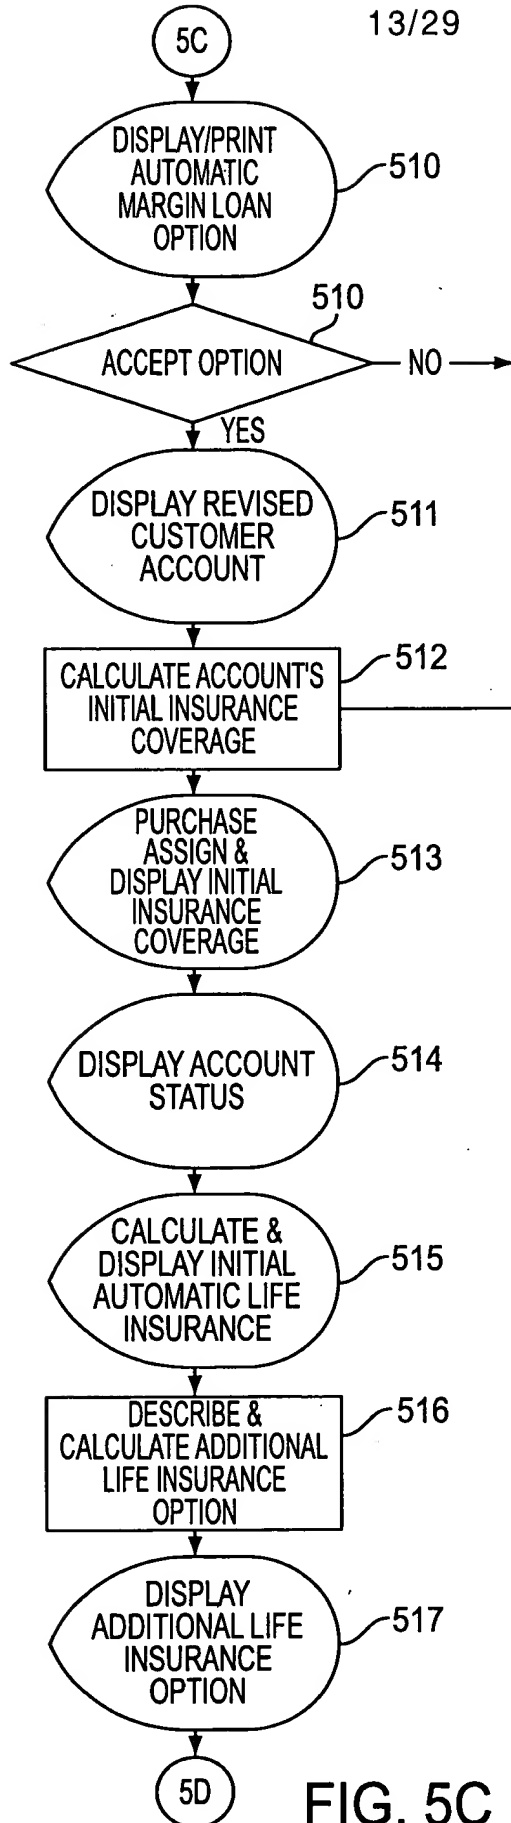 13/29
5C
DISPLAY/PRINT
AUTOMATIC
MARGIN LOAN
OPTION
510
510
ACCEPT OPTION
NO
YES
DISPLAY REVISED
CUSTOMER
ACCOUNT
511
CALCULATE ACCOUNT'S
INITIAL INSURANCE
COVERAGE
512
PURCHASE
ASSIGN &
DISPLAY INITIAL
INSURANCE
COVERAGE
513
DISPLAY ACCOUNT
STATUS
514
CALCULATE &
DISPLAY INITIAL
AUTOMATIC LIFE
INSURANCE
515
DESCRIBE &
CALCULATE ADDITIONAL
LIFE INSURANCE
OPTION
516
DISPLAY
ADDITIONAL LIFE
INSURANCE
OPTION
517
5D
FIG. 5C